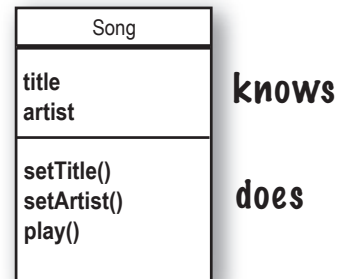 Song
title
artist
knows
setTitle()
setArtist()
play()
does